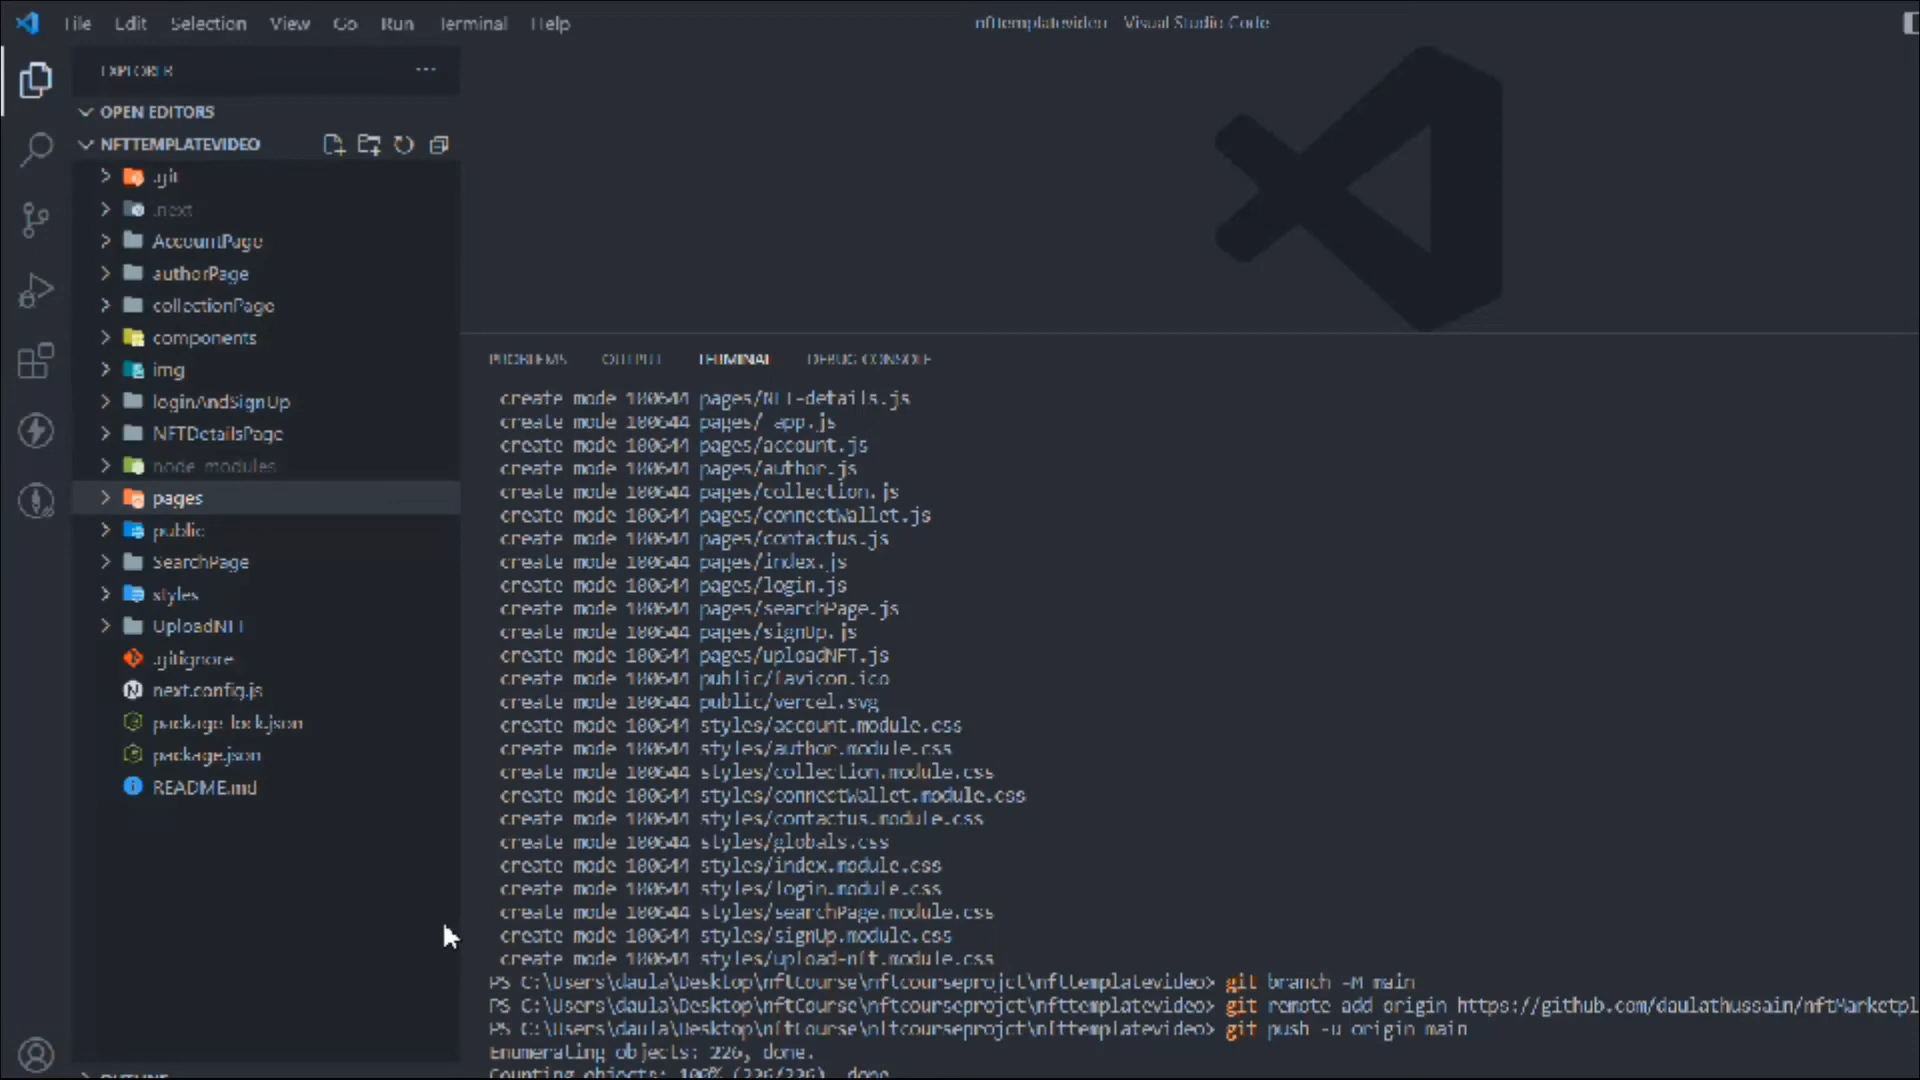 File Edit Selection View Go Run Terminal Help
nfttemplatevideo - Visual Studio Code
EXPLORER
OPEN EDITORS
NFTTEMPLATEVIDEO
.git
.next
AccountPage
authorPage
collectionPage
components
img
loginAndSignUp
NFTDetailsPage
node_modules
pages
public
SearchPage
styles
UploadNFT
.gitignore
next.config.js
package-lock.json
package.json
README.md
OUTLINE
PROBLEMS OUTPUT TERMINAL DEBUG CONSOLE
create mode 100644 pages/NFT-details.js
create mode 100644 pages/_app.js
create mode 100644 pages/account.js
create mode 100644 pages/author.js
create mode 100644 pages/collection.js
create mode 100644 pages/connectWallet.js
create mode 100644 pages/contactus.js
create mode 100644 pages/index.js
create mode 100644 pages/login.js
create mode 100644 pages/searchPage.js
create mode 100644 pages/signUp.js
create mode 100644 pages/uploadNFT.js
create mode 100644 public/favicon.ico
create mode 100644 public/vercel.svg
create mode 100644 styles/account.module.css
create mode 100644 styles/author.module.css
create mode 100644 styles/collection.module.css
create mode 100644 styles/connectWallet.module.css
create mode 100644 styles/contactus.module.css
create mode 100644 styles/globals.css
create mode 100644 styles/index.module.css
create mode 100644 styles/login.module.css
create mode 100644 styles/searchPage.module.css
create mode 100644 styles/signUp.module.css
create mode 100644 styles/upload-nft.module.css
PS C:\Users\daula\Desktop\nftCourse\nftcourseprojct\nfttemplatevideo> git branch -M main
PS C:\Users\daula\Desktop\nftCourse\nftcourseprojct\nfttemplatevideo> git remote add origin https://github.com/daulathussain/nftMarketpl
PS C:\Users\daula\Desktop\nftCourse\nftcourseprojct\nfttemplatevideo> git push -u origin main
Enumerating objects: 226, done.
Counting objects: 100% (226/226), done.